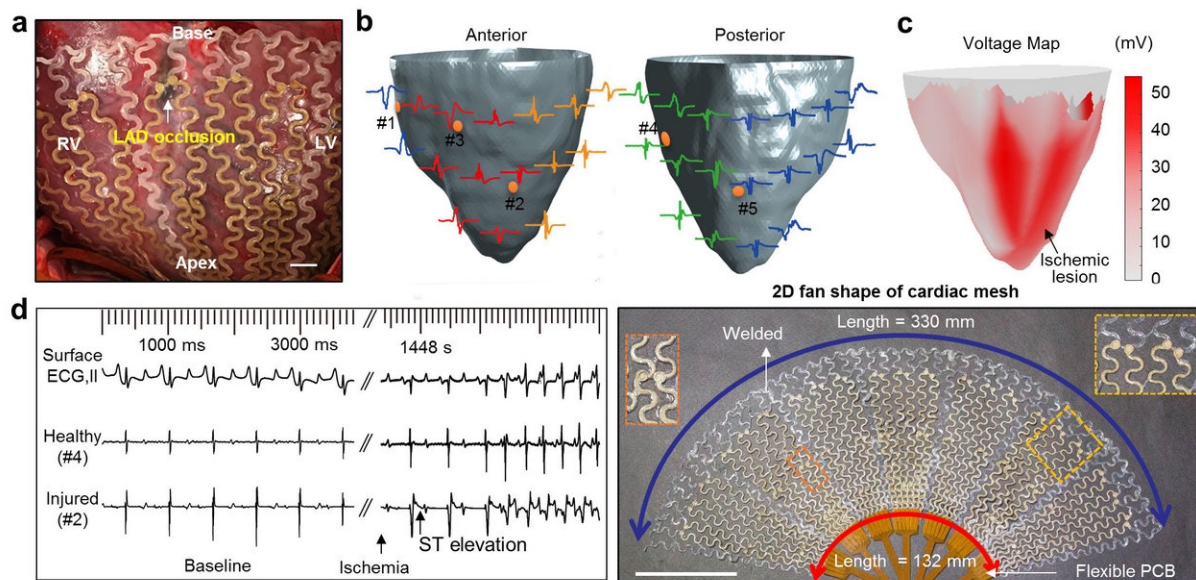 a
Base
LAD occlusion
RV
LV
Apex
b
Anterior
Posterior
#1
#3
#2
#4
#5
c
Voltage Map
(mV)
50
40
30
20
10
0
Ischemic
lesion
d
1000 ms
3000 ms
1448 s
Surface
ECG,II
Healthy
(#4)
Injured
(#2)
Baseline
Ischemia
ST elevation
2D fan shape of cardiac mesh
Welded
Length = 330 mm
Length = 132 mm
Flexible PCB